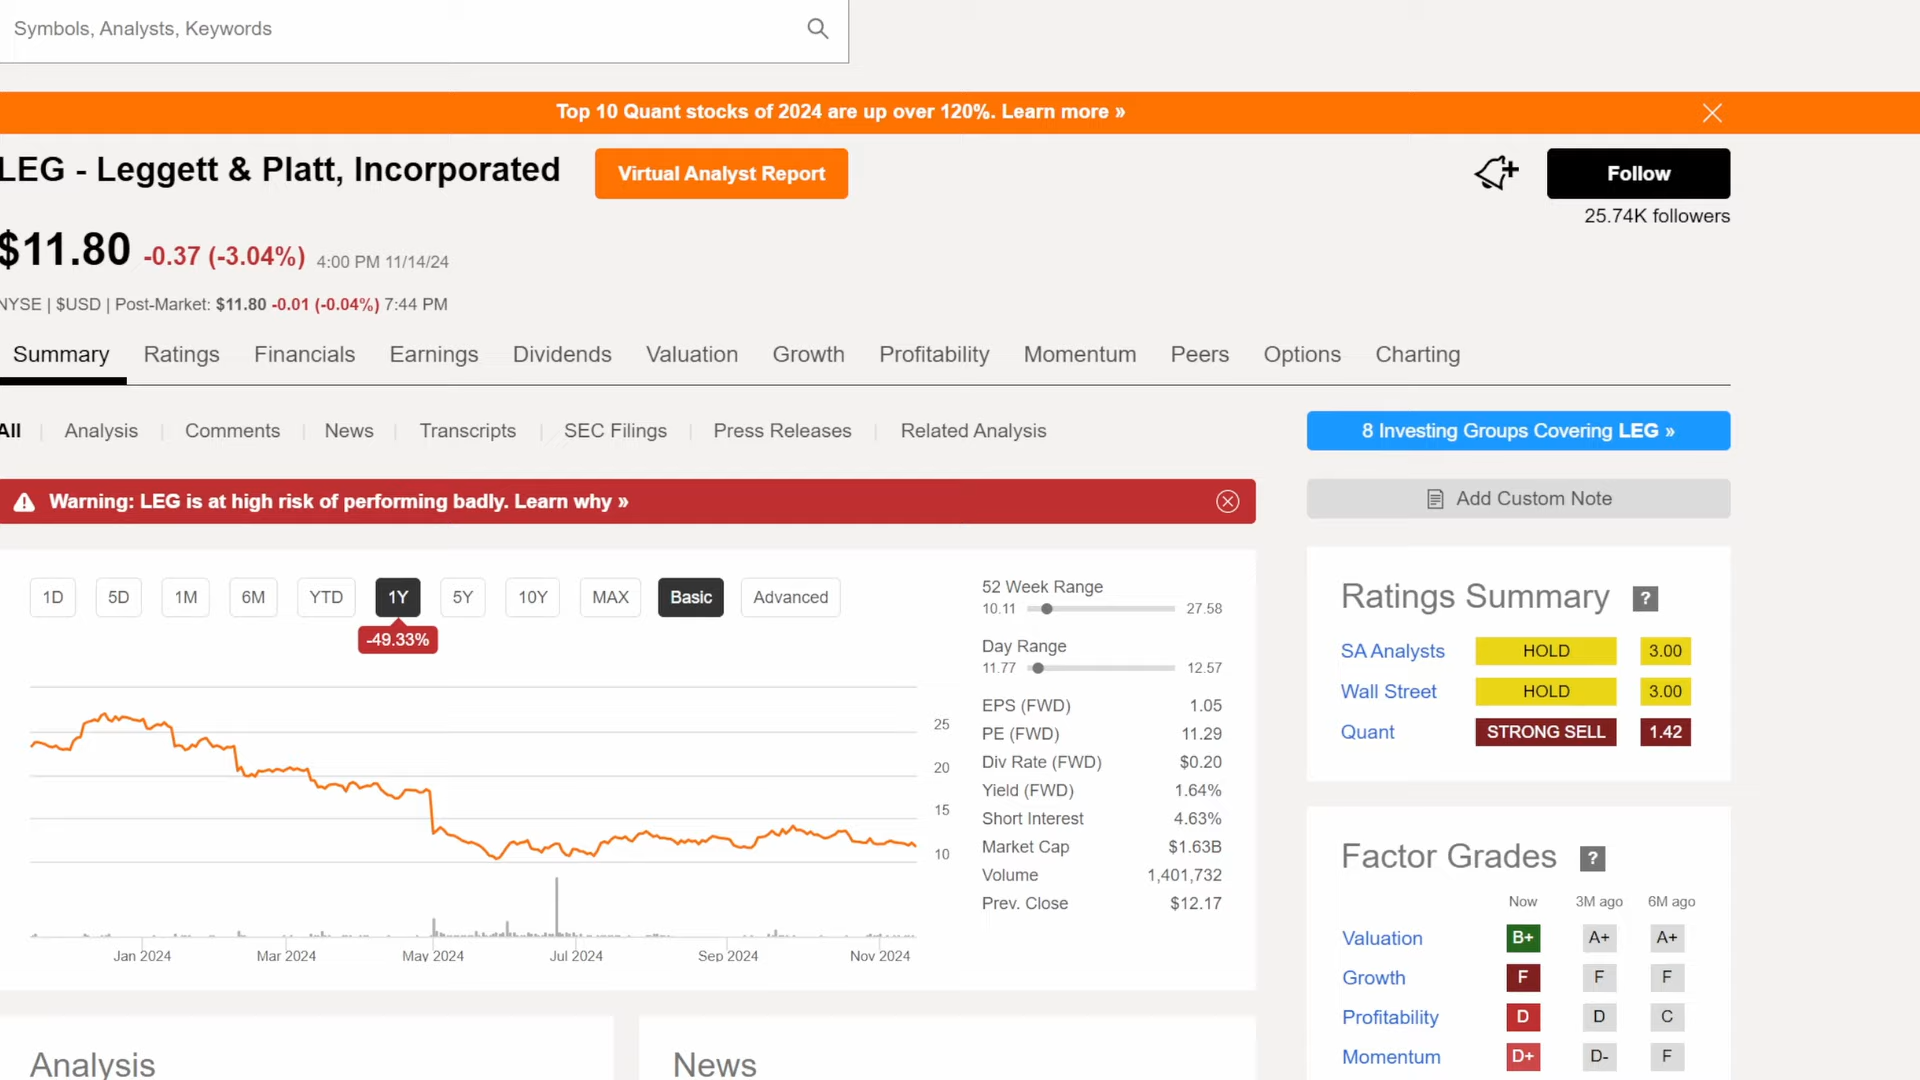 Symbols, Analysts, Keywords
Top 10 Quant stocks of 2024 are up over 120%. Learn more »
LEG - Leggett & Platt, Incorporated
Virtual Analyst Report
Follow
25.74K followers
$11.80 -0.37 (-3.04%) 4:00 PM 11/14/24
NYSE | $USD | Post-Market: $11.80 -0.01 (-0.04%) 7:44 PM
Summary Ratings Financials Earnings Dividends Valuation Growth Profitability Momentum Peers Options Charting
All Analysis Comments News Transcripts SEC Filings Press Releases Related Analysis
8 Investing Groups Covering LEG »
Warning: LEG is at high risk of performing badly. Learn why »
Add Custom Note
1D 5D 1M 6M YTD 1Y 5Y 10Y MAX Basic Advanced
-49.33%
25
20
15
10
Jan 2024 Mar 2024 May 2024 Jul 2024 Sep 2024 Nov 2024
52 Week Range
10.11 27.58
Day Range
11.77 12.57
EPS (FWD) 1.05
PE (FWD) 11.29
Div Rate (FWD) $0.20
Yield (FWD) 1.64%
Short Interest 4.63%
Market Cap $1.63B
Volume 1,401,732
Prev. Close $12.17
Ratings Summary ?
SA Analysts HOLD 3.00
Wall Street HOLD 3.00
Quant STRONG SELL 1.42
Factor Grades ?
Now 3M ago 6M ago
Valuation B+ A+ A+
Growth F F F
Profitability D D C
Momentum D+ D- F
Analysis
News